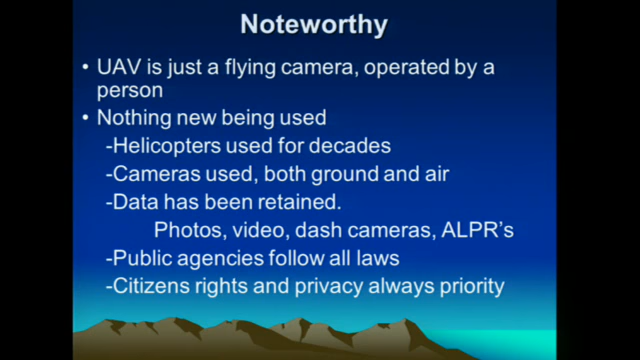 Noteworthy
• UAV is just a flying camera, operated by a
person
• Nothing new being used
-Helicopters used for decades
-Cameras used, both ground and air
-Data has been retained.
Photos, video, dash cameras, ALPR's
-Public agencies follow all laws
-Citizens rights and privacy always priority